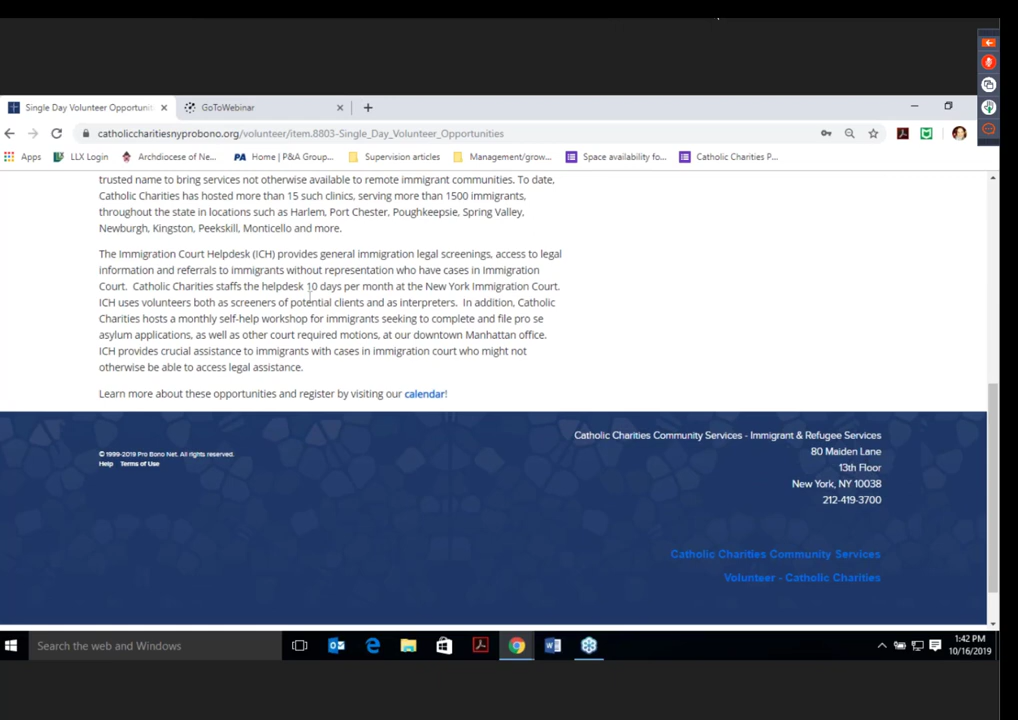 Single Day Volunteer Opportuniti
GoToWebinar
catholiccharitiesnyprobono.org/volunteer/item.8803-Single_Day_Volunteer_Opportunities
Apps LLX Login Archdiocese of Ne... PA Home | P&A Group... Supervision articles Management/grow... Space availability fo... Catholic Charities P...
trusted name to bring services not otherwise available to remote immigrant communities. To date,
Catholic Charities has hosted more than 15 such clinics, serving more than 1500 immigrants,
throughout the state in locations such as Harlem, Port Chester, Poughkeepsie, Spring Valley,
Newburgh, Kingston, Peekskill, Monticello and more.
The Immigration Court Helpdesk (ICH) provides general immigration legal screenings, access to legal
information and referrals to immigrants without representation who have cases in Immigration
Court. Catholic Charities staffs the helpdesk 10 days per month at the New York Immigration Court.
ICH uses volunteers both as screeners of potential clients and as interpreters. In addition, Catholic
Charities hosts a monthly self-help workshop for immigrants seeking to complete and file pro se
asylum applications, as well as other court required motions, at our downtown Manhattan office.
ICH provides crucial assistance to immigrants with cases in immigration court who might not
otherwise be able to access legal assistance.
Learn more about these opportunities and register by visiting our calendar!
© 1999-2019 Pro Bono Net. All rights reserved.
Help Terms of Use
Catholic Charities Community Services - Immigrant & Refugee Services
80 Maiden Lane
13th Floor
New York, NY 10038
212-419-3700
Catholic Charities Community Services
Volunteer - Catholic Charities
Search the web and Windows
1:42 PM
10/16/2019